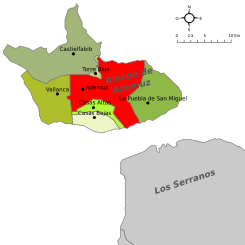 N
O
E
S
0 2.5 5 10 Km
Castielfabib
Torre Baja
Rincón de
Ademuz
Ademuz
Vallanca
Casas Altas
La Puebla de San Miguel
Casas Bajas
Los Serranos